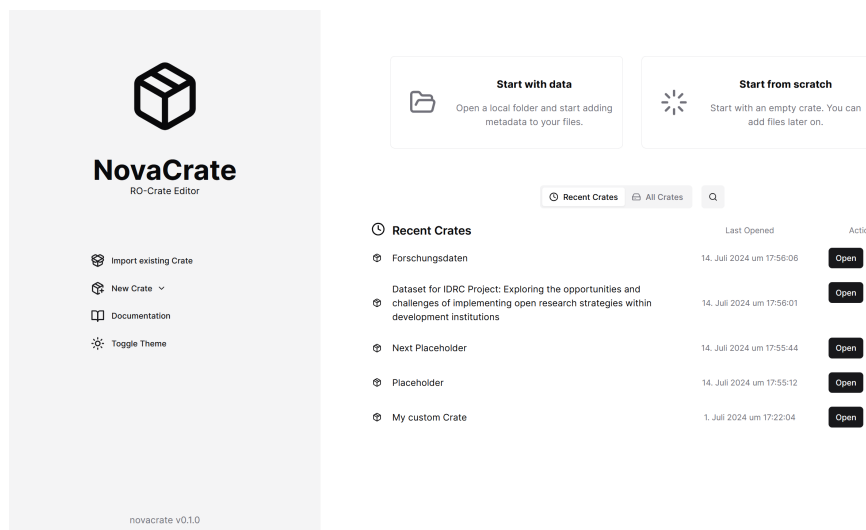 NovaCrate
RO-Crate Editor
Import existing Crate
New Crate
Documentation
Toggle Theme
novacrate v0.1.0
Start with data
Open a local folder and start adding
metadata to your files.
Start from scratch
Start with an empty crate. You can
add files later on.
Recent Crates
All Crates
Recent Crates
Last Opened
Forschungsdaten
14. Juli 2024 um 17:56:06
Open
Dataset for IDRC Project: Exploring the opportunities and
challenges of implementing open research strategies within
development institutions
14. Juli 2024 um 17:56:01
Open
Next Placeholder
14. Juli 2024 um 17:55:44
Open
Placeholder
14. Juli 2024 um 17:55:12
Open
My custom Crate
1. Juli 2024 um 17:22:04
Open